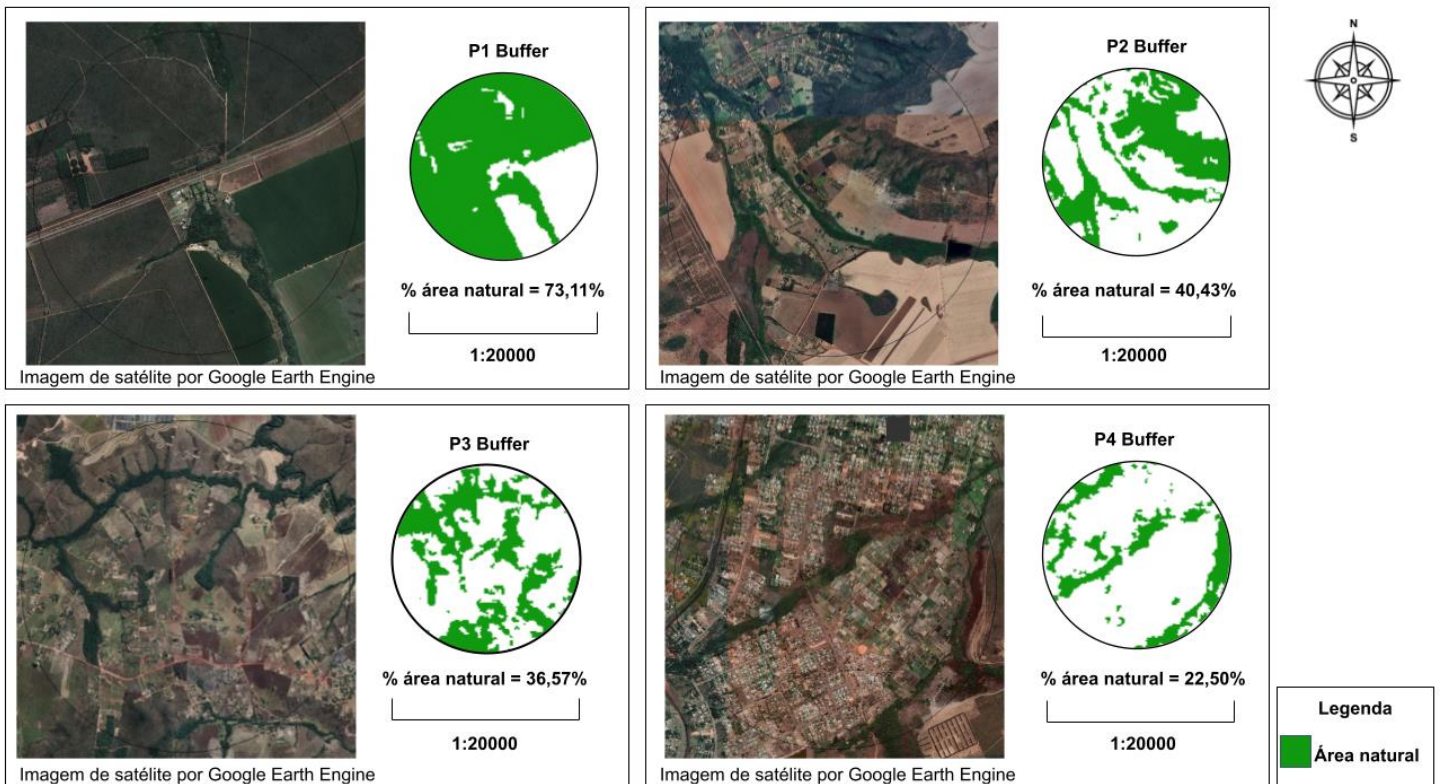 P1 Buffer
% área natural = 73,11%
1:20000
Imagem de satélite por Google Earth Engine
P2 Buffer
% área natural = 40,43%
1:20000
Imagem de satélite por Google Earth Engine
N
S
P3 Buffer
% área natural = 36,57%
1:20000
Imagem de satélite por Google Earth Engine
P4 Buffer
% área natural = 22,50%
1:20000
Imagem de satélite por Google Earth Engine
Legenda
Área natural